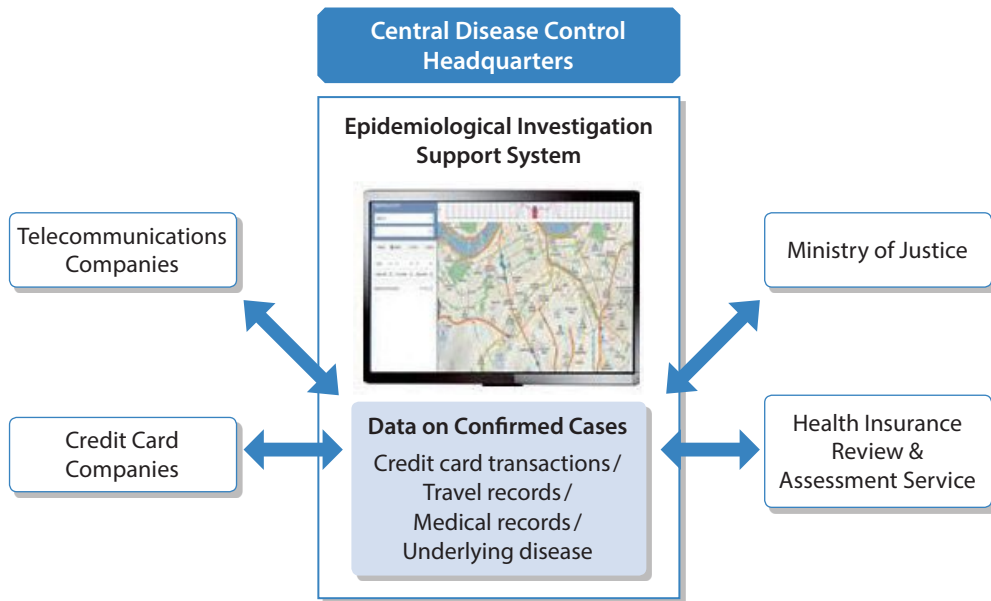 Central Disease Control
Headquarters
Epidemiological Investigation
Support System
Telecommunications
Companies
Ministry of Justice
Credit Card
Companies
Data on Confirmed Cases
Credit card transactions/
Travel records/
Medical records/
Underlying disease
Health Insurance
Review &
Assessment Service